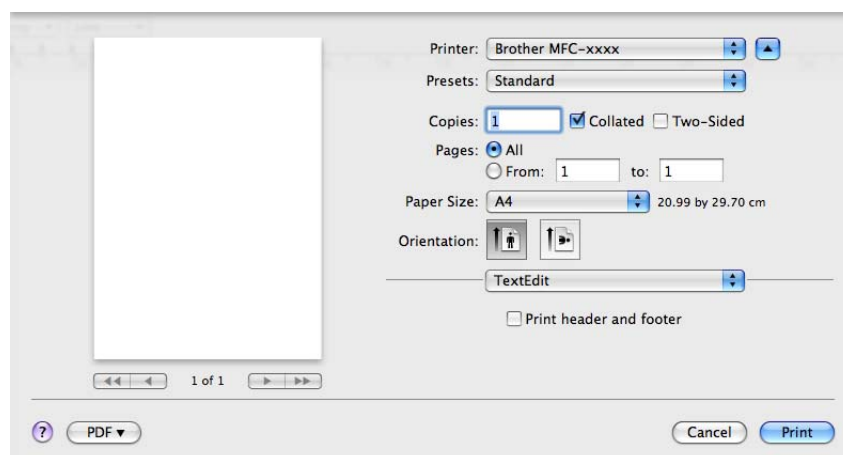 Printer: Brother MFC-xxxx
Presets: Standard
Copies: 1 Collated Two-Sided
Pages: All
From: 1 to: 1
Paper Size: A4 20.99 by 29.70 cm
Orientation:
TextEdit
Print header and footer
1 of 1
? PDF▼ Cancel Print